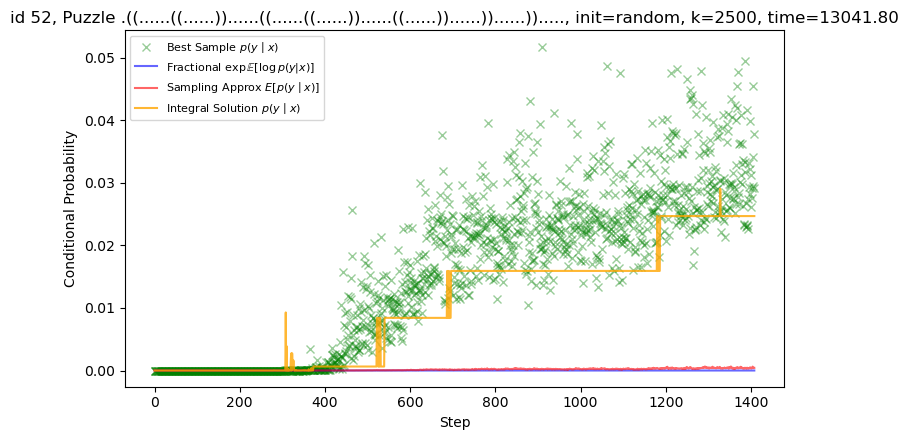 id 52, Puzzle .((......((......))......((......((......))......((......))......))......))....., init=random, k=2500, time=13041.80
Best Sample p(y | x)
Fractional exp𝔼[log p(y|x)]
Sampling Approx E[p(y | x)]
Integral Solution p(y | x)
Conditional Probability
0.05
0.04
0.03
0.02
0.01
0.00
0
200
400
600
800
1000
1200
1400
Step